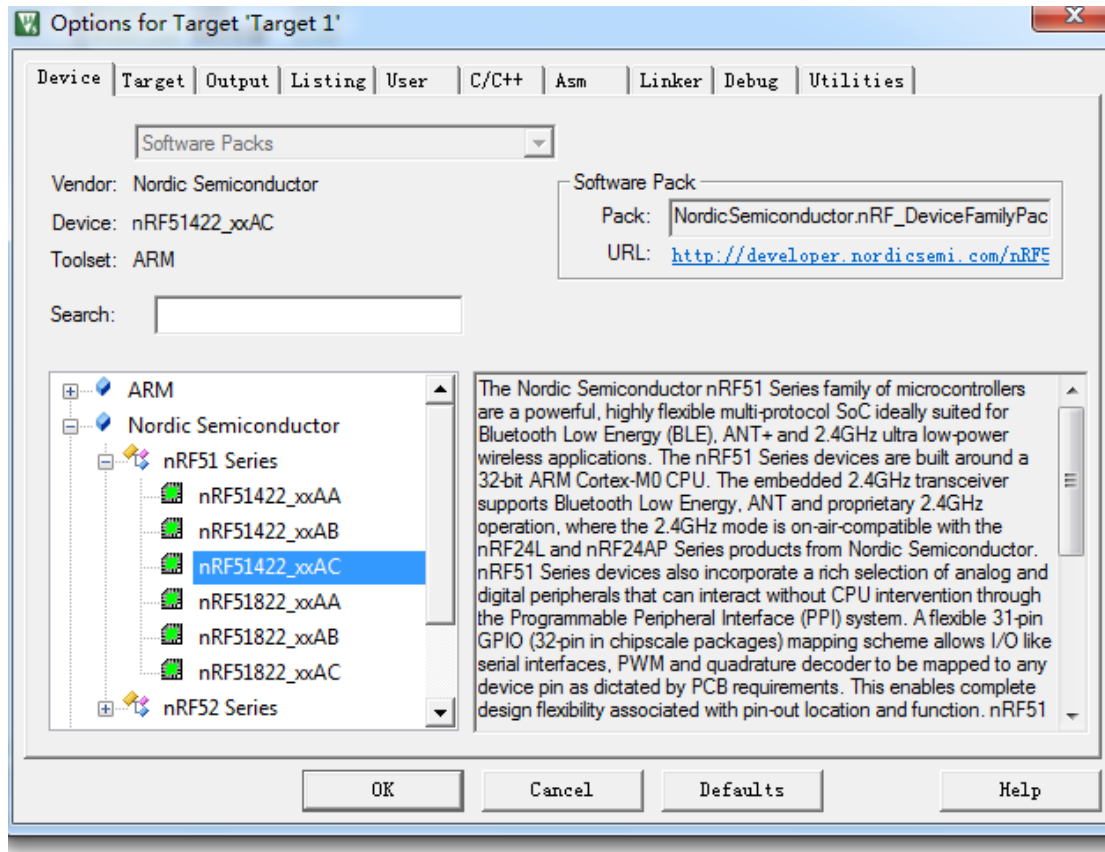 Options for Target 'Target 1'
Device Target Output Listing User C/C++ Asm Linker Debug Utilities
Software Packs
Vendor: Nordic Semiconductor
Device: nRF51422_xxAC
Toolset: ARM
Search:
Software Pack
Pack: NordicSemiconductor.nRF_DeviceFamilyPac
URL: http://developer.nordicsemi.com/nRF5
ARM
Nordic Semiconductor
nRF51 Series
nRF51422_xxAA
nRF51422_xxAB
nRF51422_xxAC
nRF51822_xxAA
nRF51822_xxAB
nRF51822_xxAC
nRF52 Series
The Nordic Semiconductor nRF51 Series family of microcontrollers
are a powerful, highly flexible multi-protocol SoC ideally suited for
Bluetooth Low Energy (BLE), ANT+ and 2.4GHz ultra low-power
wireless applications. The nRF51 Series devices are built around a
32-bit ARM Cortex-M0 CPU. The embedded 2.4GHz transceiver
supports Bluetooth Low Energy, ANT and proprietary 2.4GHz
operation, where the 2.4GHz mode is on-air-compatible with the
nRF24L and nRF24AP Series products from Nordic Semiconductor.
nRF51 Series devices also incorporate a rich selection of analog and
digital peripherals that can interact without CPU intervention through
the Programmable Peripheral Interface (PPI) system. A flexible 31-pin
GPIO (32-pin in chipscale packages) mapping scheme allows I/O like
serial interfaces, PWM and quadrature decoder to be mapped to any
device pin as dictated by PCB requirements. This enables complete
design flexibility associated with pin-out location and function. nRF51
OK Cancel Defaults Help